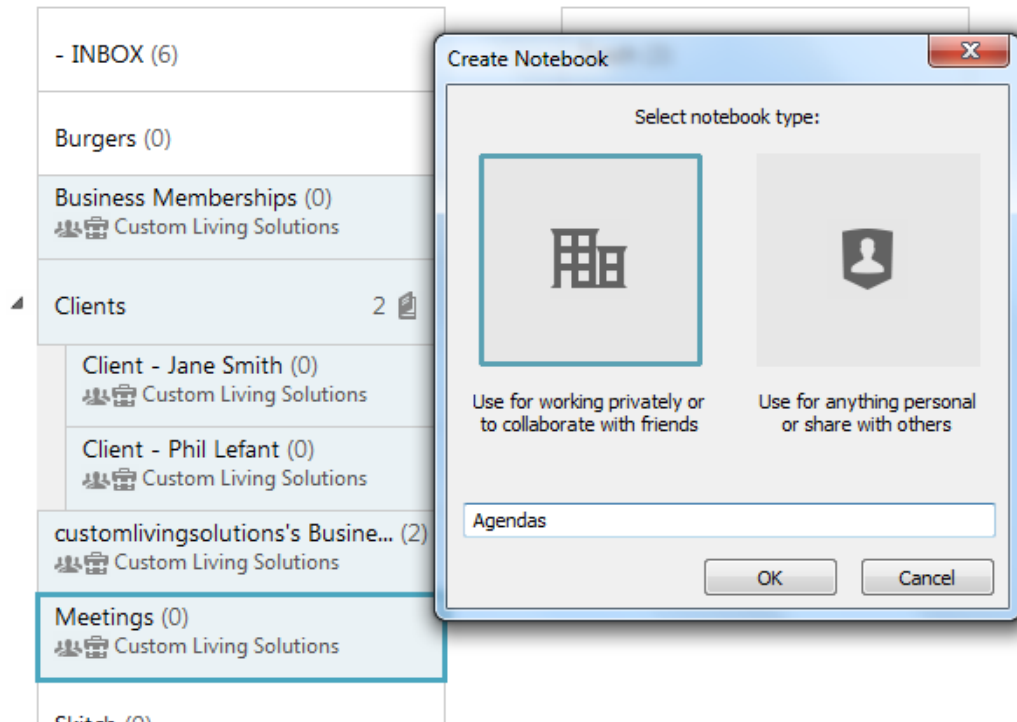 - INBOX (6)
Burgers (0)
Business Memberships (0)
Custom Living Solutions
Clients 2
Client - Jane Smith (0)
Custom Living Solutions
Client - Phil Lefant (0)
Custom Living Solutions
customlivingsolutions's Busine... (2)
Custom Living Solutions
Meetings (0)
Custom Living Solutions
Skitch (0)
Create Notebook
Select notebook type:
Use for working privately or
to collaborate with friends
Use for anything personal
or share with others
Agendas
OK
Cancel